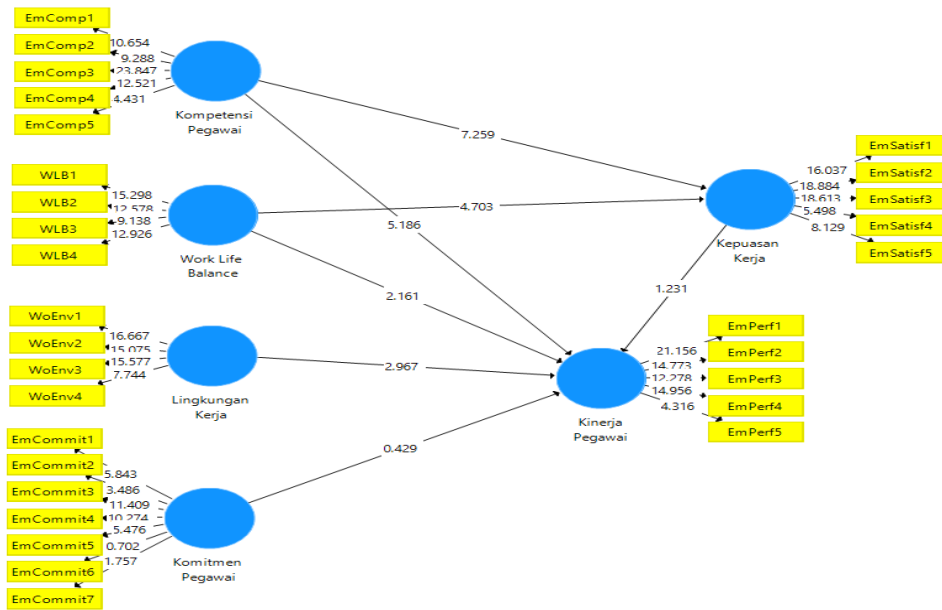 EmComp1
EmComp2
EmComp3
EmComp4
EmComp5
10.654
9.288
23.847
12.521
4.431
Kompetensi
Pegawai
WLB1
WLB2
WLB3
WLB4
15.298
12.578
9.138
12.926
Work Life
Balance
WoEnv1
WoEnv2
WoEnv3
WoEnv4
16.667
15.075
15.577
7.744
Lingkungan
Kerja
EmCommit1
EmCommit2
EmCommit3
EmCommit4
EmCommit5
EmCommit6
EmCommit7
5.843
3.486
11.409
10.274
5.476
0.702
1.757
Komitmen
Pegawai
7.259
4.703
5.186
2.161
2.967
0.429
1.231
Kepuasan
Kerja
16.037
18.884
18.613
5.498
8.129
EmSatisf1
EmSatisf2
EmSatisf3
EmSatisf4
EmSatisf5
Kinerja
Pegawai
21.156
14.773
12.278
14.956
4.316
EmPerf1
EmPerf2
EmPerf3
EmPerf4
EmPerf5